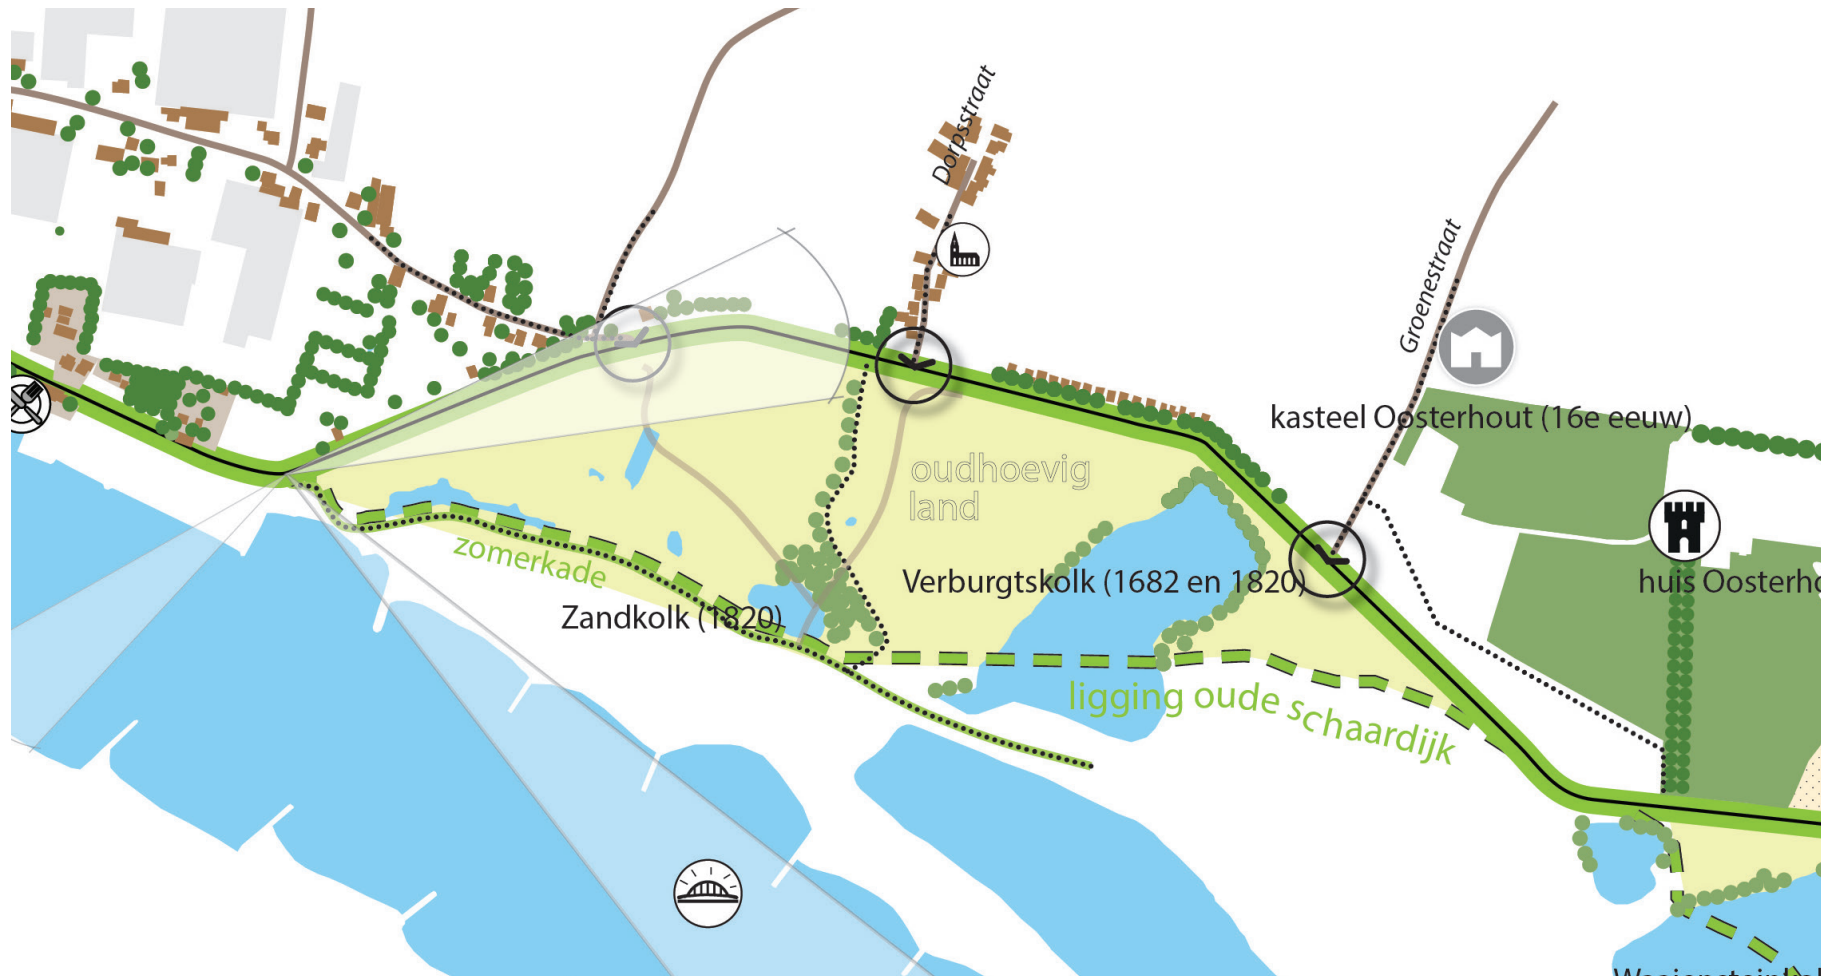 Dorpsstraat
Groenestraat
kasteel Oosterhout (16e eeuw)
oudhoevig
land
zomerkade
Verburgtskolk (1682 en 1820)
huis Oosterho
Zandkolk (1820)
ligging oude schaardijk